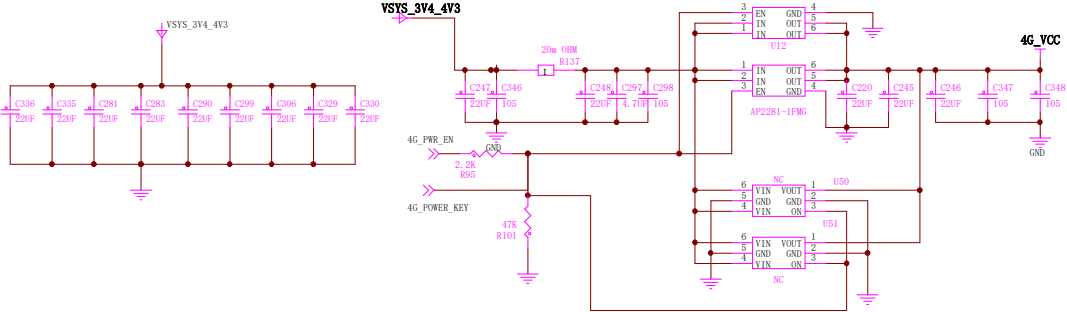 VSYS_3V4_4V3
C336
22UF
C335
22UF
C281
22UF
C283
22UF
C290
22UF
C299
22UF
C306
22UF
C329
22UF
C330
22UF
VSYS_3V4_4V3
20m OHM
R137
C247
22UF
C346
105
C248
22UF
C297
4.7UF
C298
105
GND
4G_PWR_EN
2.2K
R95
4G_POWER_KEY
47K
R101
3 EN GND 4
2 IN OUT 5
1 IN OUT 6
U12
1 IN OUT 6
2 IN OUT 5
3 EN GND 4
AP2281-1FMG
4G_VCC
C220
22UF
C245
22UF
C246
22UF
C347
105
C348
105
GND
NC
U50
6 VIN VOUT 1
5 GND GND 2
4 VIN ON 3
U51
6 VIN VOUT 1
5 GND GND 2
4 VIN ON 3
NC